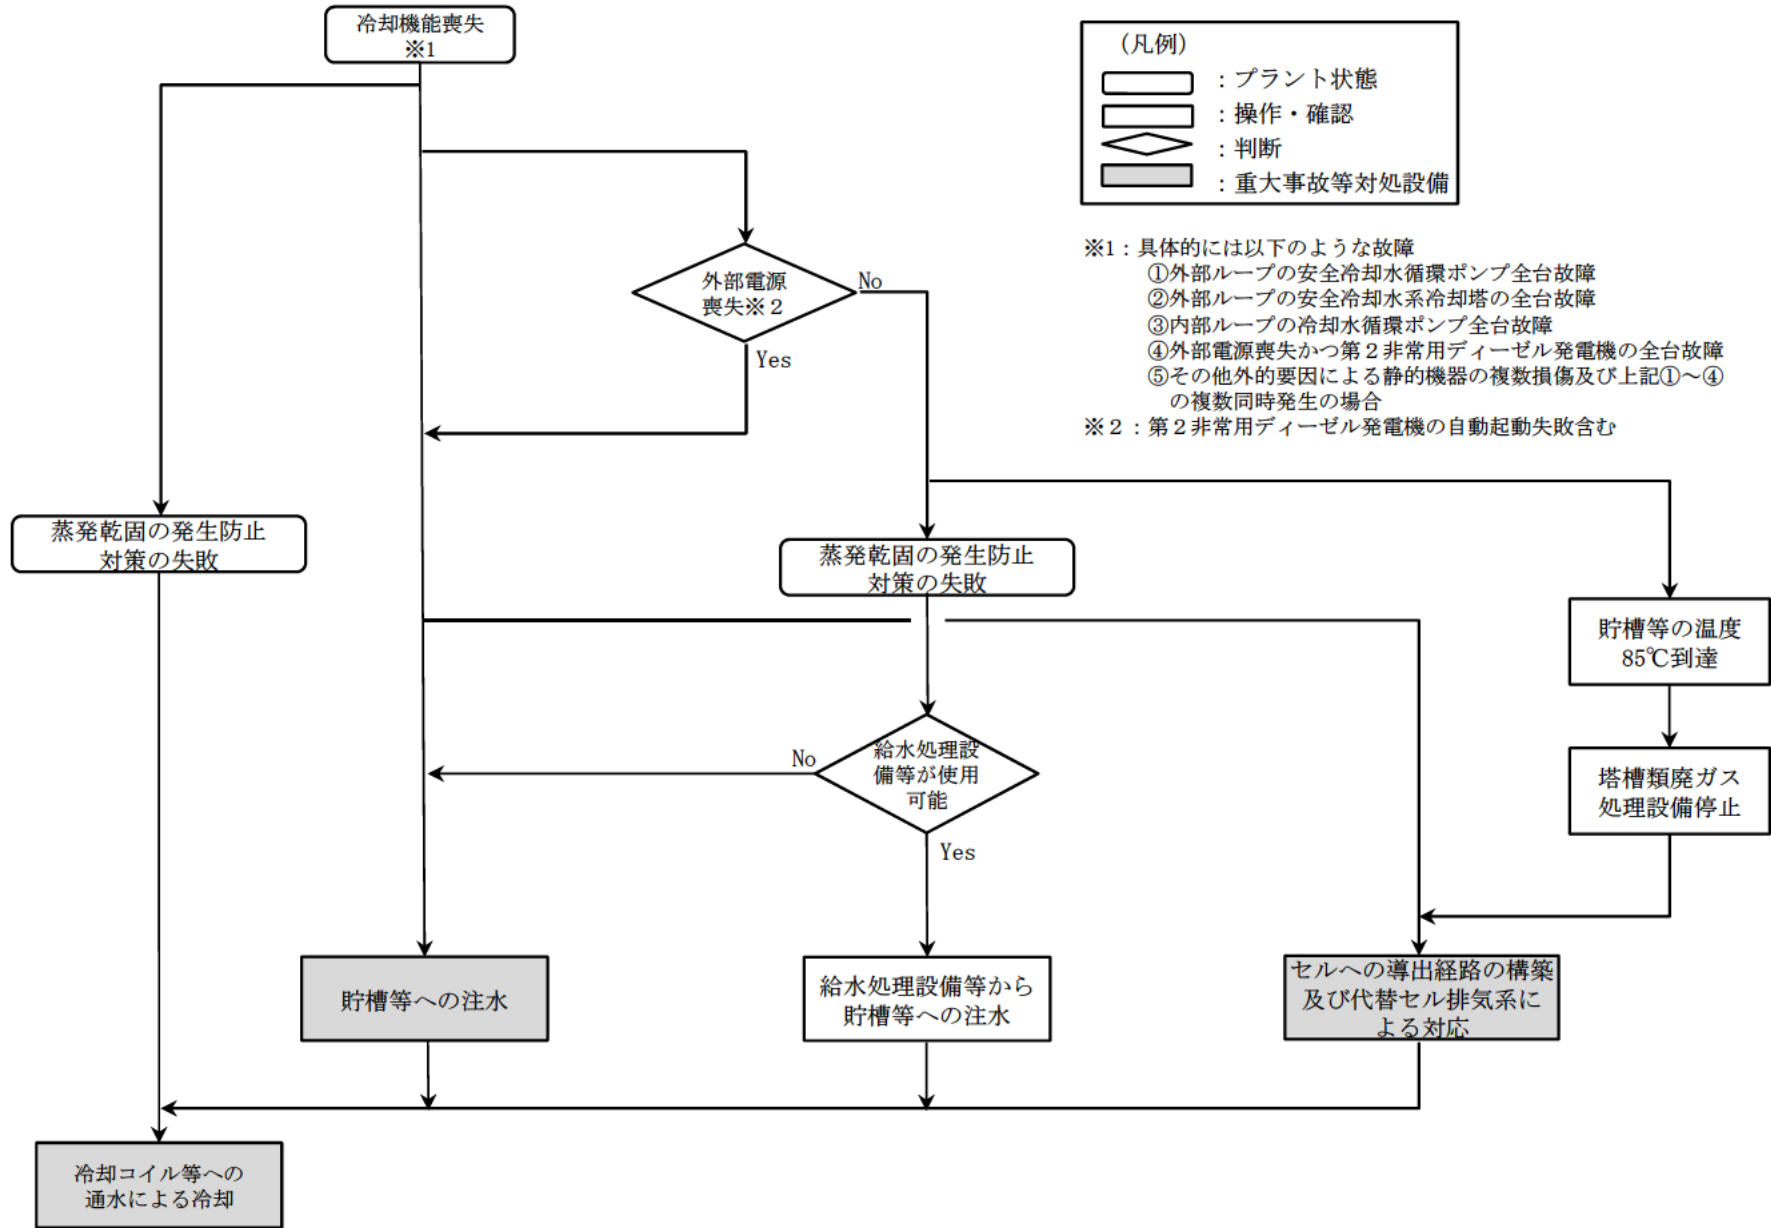 冷却機能喪失
※1
(凡例)
：プラント状態
：操作・確認
：判断
：重大事故等対処設備
※1：具体的には以下のような故障
①外部ループの安全冷却水循環ポンプ全台故障
②外部ループの安全冷却水系冷却塔の全台故障
③内部ループの冷却水循環ポンプ全台故障
④外部電源喪失かつ第２非常用ディーゼル発電機の全台故障
⑤その他外的要因による静的機器の複数損傷及び上記①～④
の複数同時発生の場合
※２：第２非常用ディーゼル発電機の自動起動失敗含む
外部電源
喪失※２
No
Yes
蒸発乾固の発生防止
対策の失敗
蒸発乾固の発生防止
対策の失敗
貯槽等の温度
85℃到達
給水処理設
備等が使用
可能
No
Yes
塔槽類廃ガス
処理設備停止
貯槽等への注水
給水処理設備等から
貯槽等への注水
セルへの導出経路の構築
及び代替セル排気系に
よる対応
冷却コイル等への
通水による冷却